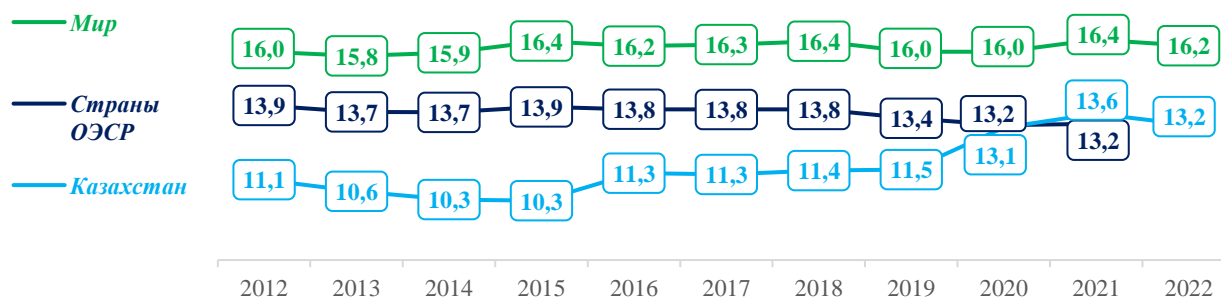 Мир
16,0 15,8 15,9 16,4 16,2 16,3 16,4 16,0 16,0 16,4 16,2
Страны
ОЭСР
13,9 13,7 13,7 13,9 13,8 13,8 13,8 13,4 13,2 13,2
Казахстан
11,1 10,6 10,3 10,3 11,3 11,3 11,4 11,5 13,1 13,6 13,2
2012 2013 2014 2015 2016 2017 2018 2019 2020 2021 2022